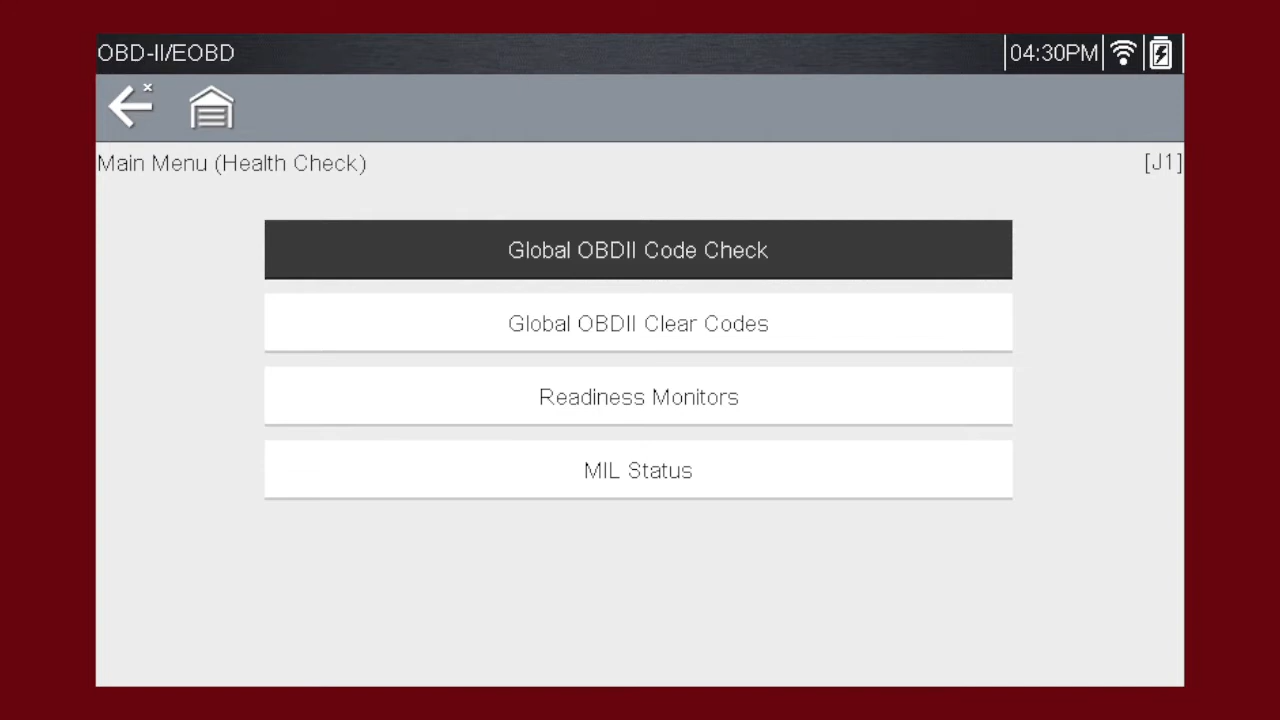 OBD-II/EOBD
04:30PM
Main Menu (Health Check)
[J1]
Global OBDII Code Check
Global OBDII Clear Codes
Readiness Monitors
MIL Status